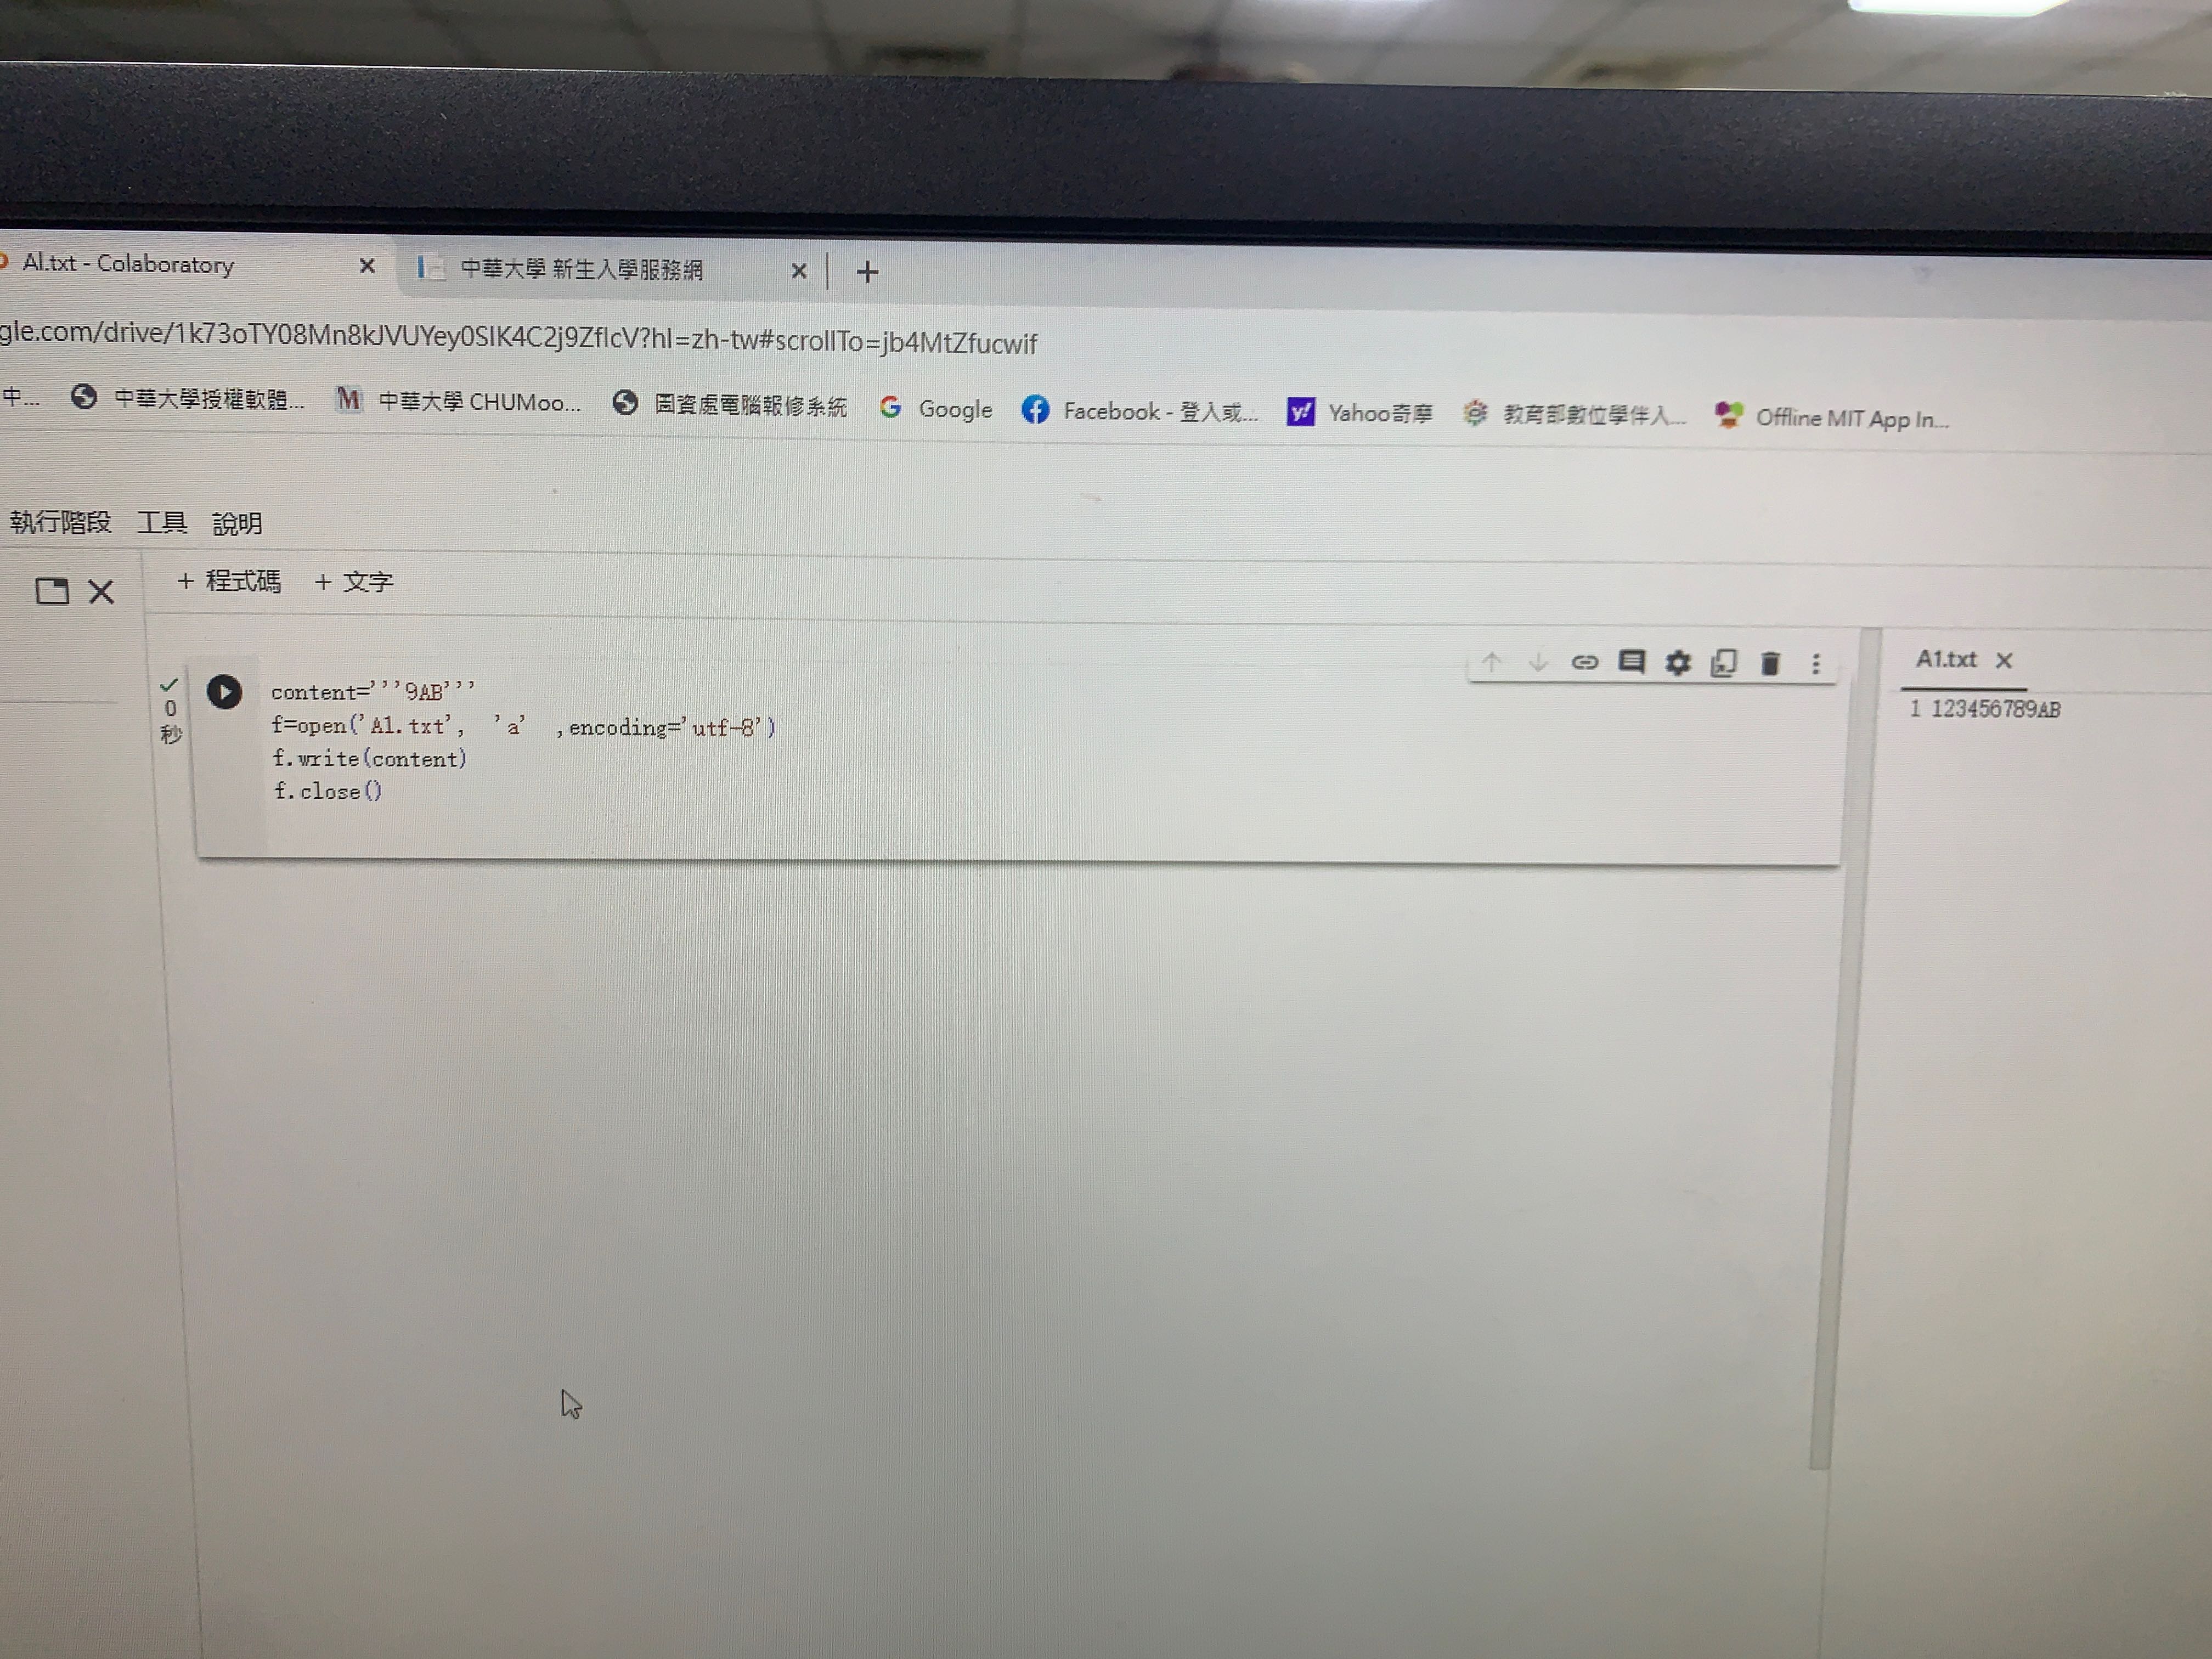 AI.txt - Colaboratory
中華大學 新生入學服務網
gle.com/drive/1k73oTY08Mn8kJVUYey0SIK4C2j9ZflcV?hl=zh-tw#scrollTo=jb4MtZfucwif
中...
中華大學授權軟體...
M 中華大學 CHUMoo...
圖資處電腦報修系統
G Google
Facebook - 登入或...
y! Yahoo奇摩
教育部數位學伴入...
Offline MIT App In...
執行階段 工具 說明
+ 程式碼 + 文字
0
秒
content='''9AB'''
f=open('A1.txt', 'a' ,encoding='utf-8')
f.write(content)
f.close()
A1.txt
1 123456789AB